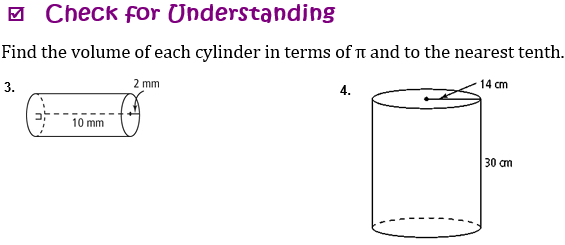 ☑ Check for Understanding
Find the volume of each cylinder in terms of π and to the nearest tenth.
3.
2 mm
10 mm
4.
14 cm
30 cm